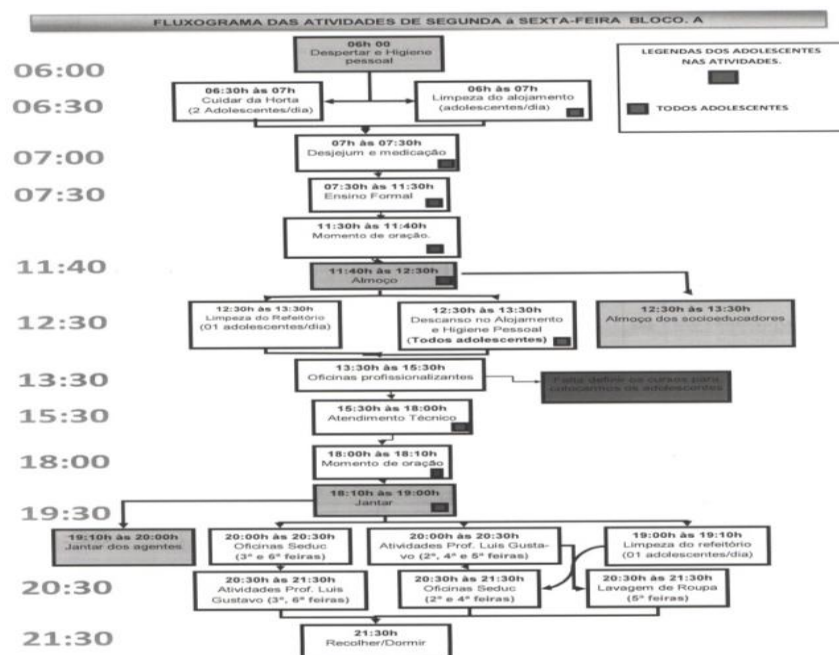 FLUXOGRAMA DAS ATIVIDADES DE SEGUNDA á SEXTA-FEIRA BLOCO. A
LEGENDAS DOS ADOLESCENTES
NAS ATIVIDADES.
TODOS ADOLESCENTES
06:00
06h 00
Despertar e Higiene
pessoal
06:30
06:30h às 07h
Cuidar da Horta
(2 Adolescentes/dia)
06h às 07h
Limpeza do alojamento
(adolescentes/dia)
07:00
07h às 07:30h
Desjejum e medicação
07:30
07:30h às 11:30h
Ensino Formal
11:30h às 11:40h
Momento de oração.
11:40
11:40h às 12:30h
Almoço
12:30
12:30h às 13:30h
Limpeza do Refeitório
(01 adolescentes/dia)
12:30h às 13:30h
Descanso no Alojamento
e Higiene Pessoal
(Todos adolescentes)
12:30h às 13:30h
Almoço dos socioeducadores
13:30
13:30h às 15:30h
Oficinas profissionalizantes
Falta definir os cursos para
colocarmos os adolescentes
15:30
15:30h às 18:00h
Atendimento Técnico
18:00
18:00h às 18:10h
Momento de oração
18:10h às 19:00h
Jantar
19:30
19:10h às 20:00h
Jantar dos agentes
20:00h às 20:30h
Oficinas Seduc
(3ª e 6ª feiras)
20:00h às 20:30h
Atividades Prof. Luis Gusta-
vo (2ª, 4ª e 5ª feiras)
19:00h às 19:10h
Limpeza do refeitório
(01 adolescentes/dia)
20:30
20:30h às 21:30h
Atividades Prof. Luis
Gustavo (3ª, 6ª feiras)
20:30h às 21:30h
Oficinas Seduc
(2ª e 4ª feiras)
20:30h às 21:30h
Lavagem de Roupa
(5ª feiras)
21:30
21:30h
Recolher/Dormir